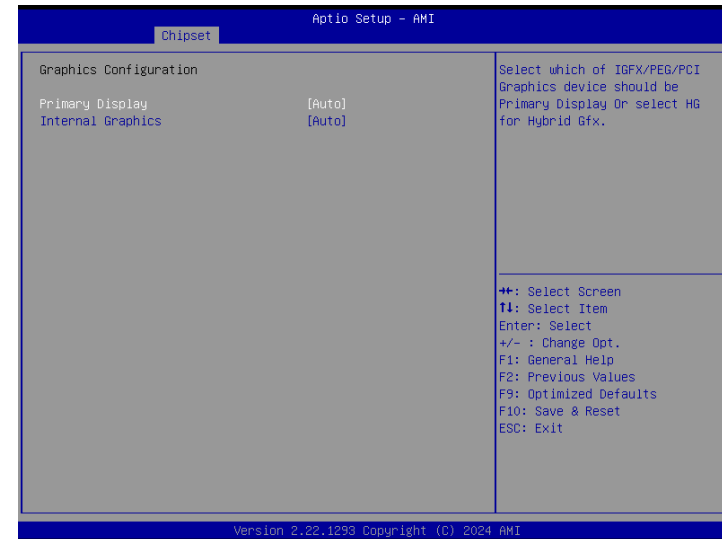 Aptio Setup – AMI
Chipset
Graphics Configuration
Primary Display [Auto]
Internal Graphics [Auto]
Select which of IGFX/PEG/PCI
Graphics device should be
Primary Display Or select HG
for Hybrid Gfx.
→←: Select Screen
↑↓: Select Item
Enter: Select
+/– : Change Opt.
F1: General Help
F2: Previous Values
F9: Optimized Defaults
F10: Save & Reset
ESC: Exit
Version 2.22.1293 Copyright (C) 2024 AMI